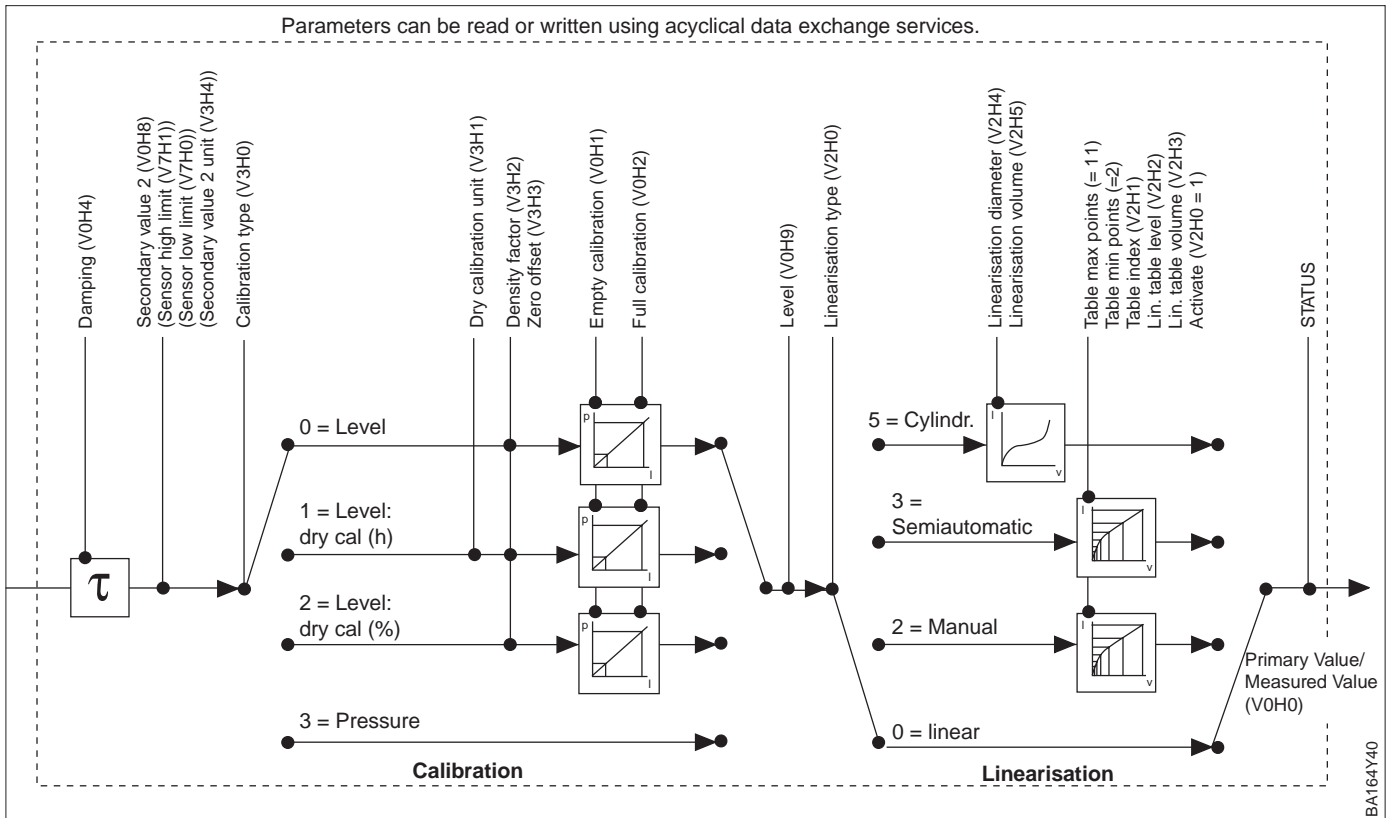 Parameters can be read or written using acyclical data exchange services.
Damping (V0H4)
Secondary value 2 (V0H8)
(Sensor high limit (V7H1))
(Sensor low limit (V7H0))
(Secondary value 2 unit (V3H4))
Calibration type (V3H0)
Dry calibration unit (V3H1)
Density factor (V3H2)
Zero offset (V3H3)
Empty calibration (V0H1)
Full calibration (V0H2)
Level (V0H9)
Linearisation type (V2H0)
Linearisation diameter (V2H4)
Linearisation volume (V2H5)
Table max points (= 11)
Table min points (=2)
Table index (V2H1)
Lin. table level (V2H2)
Lin. table volume (V2H3)
Activate (V2H0 = 1)
STATUS
τ
0 = Level
p
l
1 = Level:
dry cal (h)
p
l
2 = Level:
dry cal (%)
p
l
3 = Pressure
Calibration
5 = Cylindr.
l
v
3 =
Semiautomatic
l
v
2 = Manual
l
v
0 = linear
Linearisation
Primary Value/
Measured Value
(V0H0)
BA164Y40